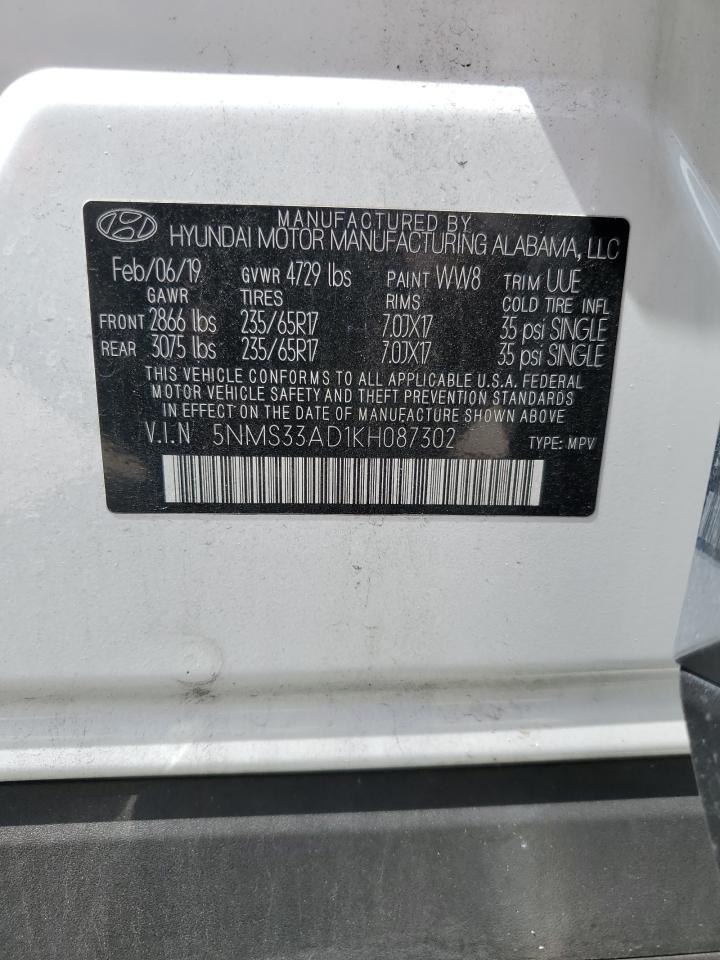 MANUFACTURED BY
HYUNDAI MOTOR MANUFACTURING ALABAMA, LLC
Feb/06/19 GVWR 4729 lbs PAINT WW8 TRIM UUE
GAWR TIRES RIMS COLD TIRE INFL
FRONT 2866 lbs 235/65R17 7.0JX17 35 psi SINGLE
REAR 3075 lbs 235/65R17 7.0JX17 35 psi SINGLE
THIS VEHICLE CONFORMS TO ALL APPLICABLE U.S.A. FEDERAL
MOTOR VEHICLE SAFETY AND THEFT PREVENTION STANDARDS
IN EFFECT ON THE DATE OF MANUFACTURE SHOWN ABOVE
V.I.N 5NMS33AD1KH087302 TYPE: MPV